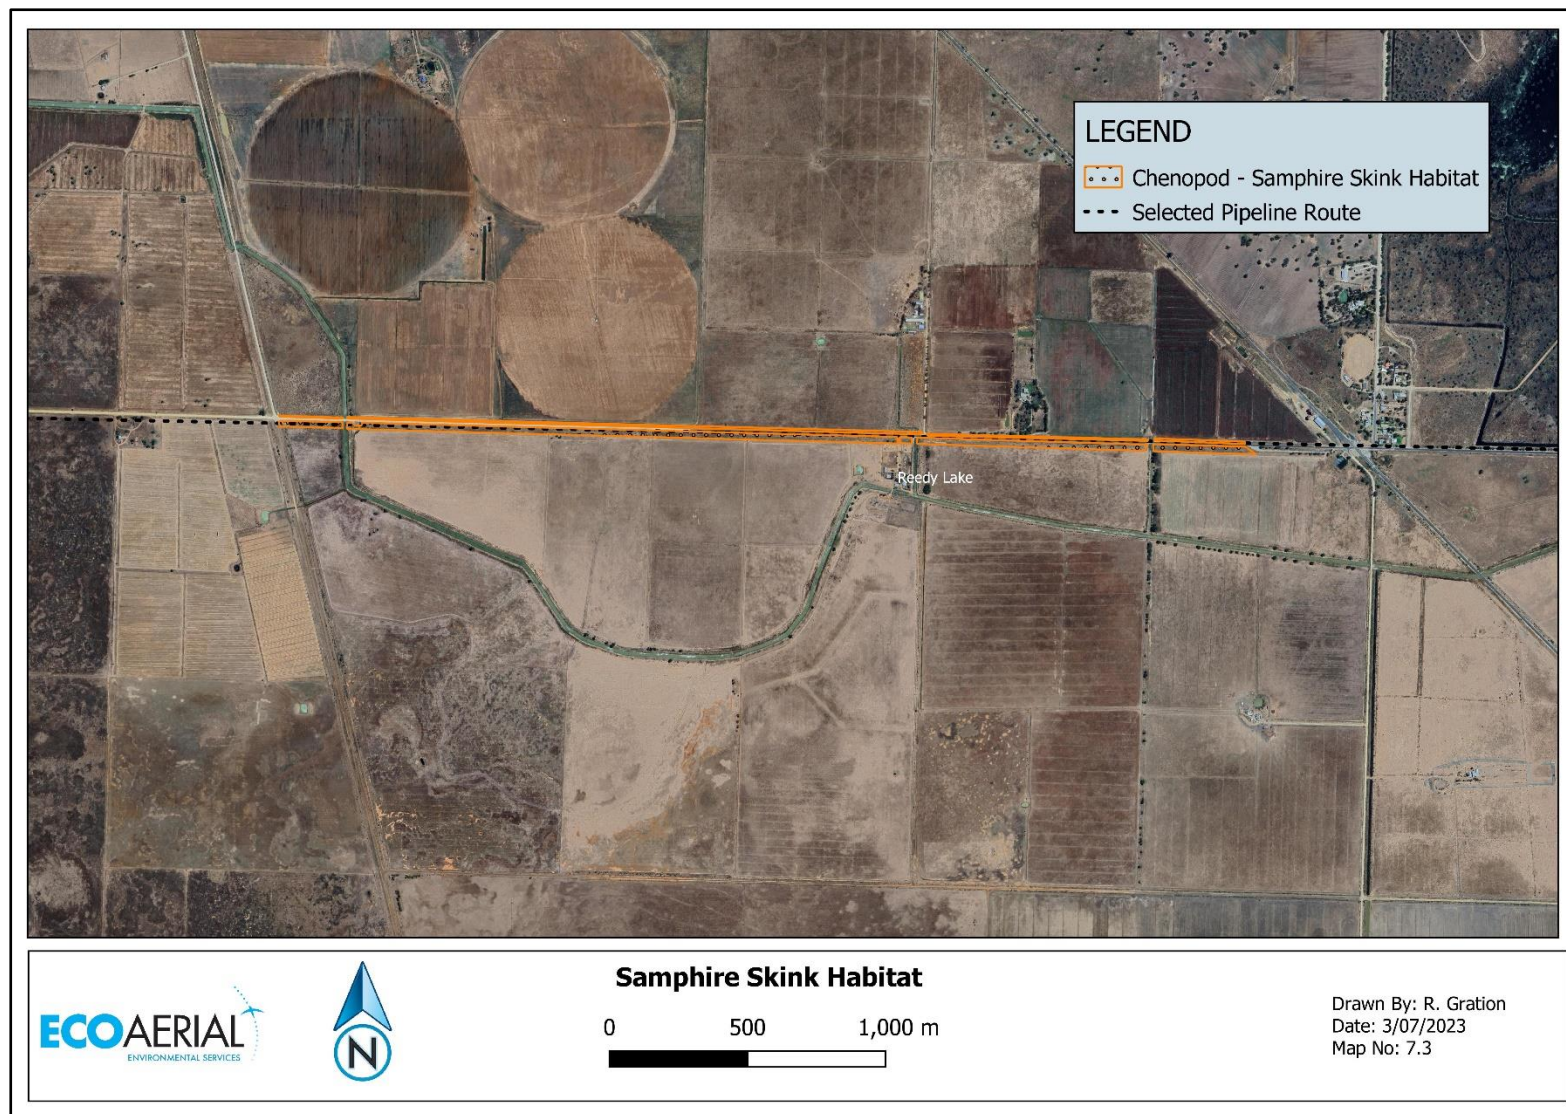 LEGEND
Chenopod - Samphire Skink Habitat
Selected Pipeline Route
Reedy Lake
ECOAERIAL
ENVIRONMENTAL SERVICES
N
Samphire Skink Habitat
0 500 1,000 m
Drawn By: R. Gration
Date: 3/07/2023
Map No: 7.3